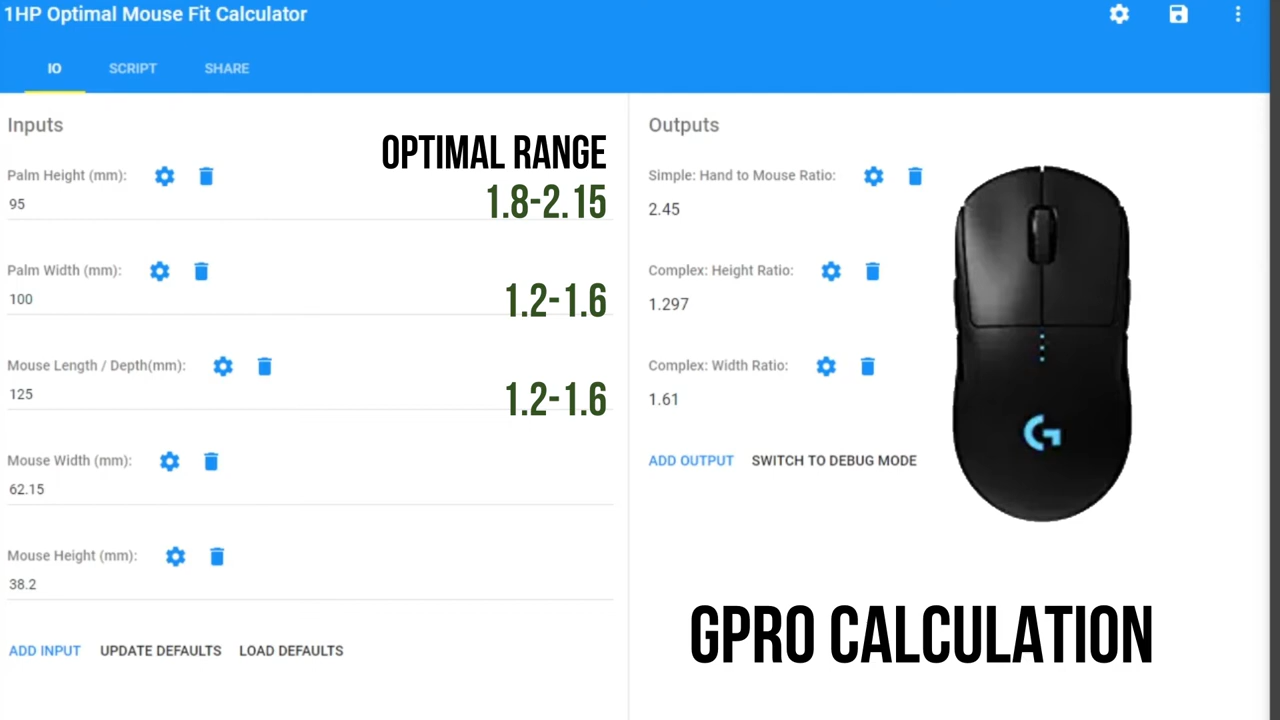 1HP Optimal Mouse Fit Calculator
IO SCRIPT SHARE
Inputs
OPTIMAL RANGE
Palm Height (mm):
95
1.8-2.15
Palm Width (mm):
100
1.2-1.6
Mouse Length / Depth(mm):
125
1.2-1.6
Mouse Width (mm):
62.15
Mouse Height (mm):
38.2
ADD INPUT UPDATE DEFAULTS LOAD DEFAULTS
Outputs
Simple: Hand to Mouse Ratio:
2.45
Complex: Height Ratio:
1.297
Complex: Width Ratio:
1.61
ADD OUTPUT SWITCH TO DEBUG MODE
G
GPRO CALCULATION